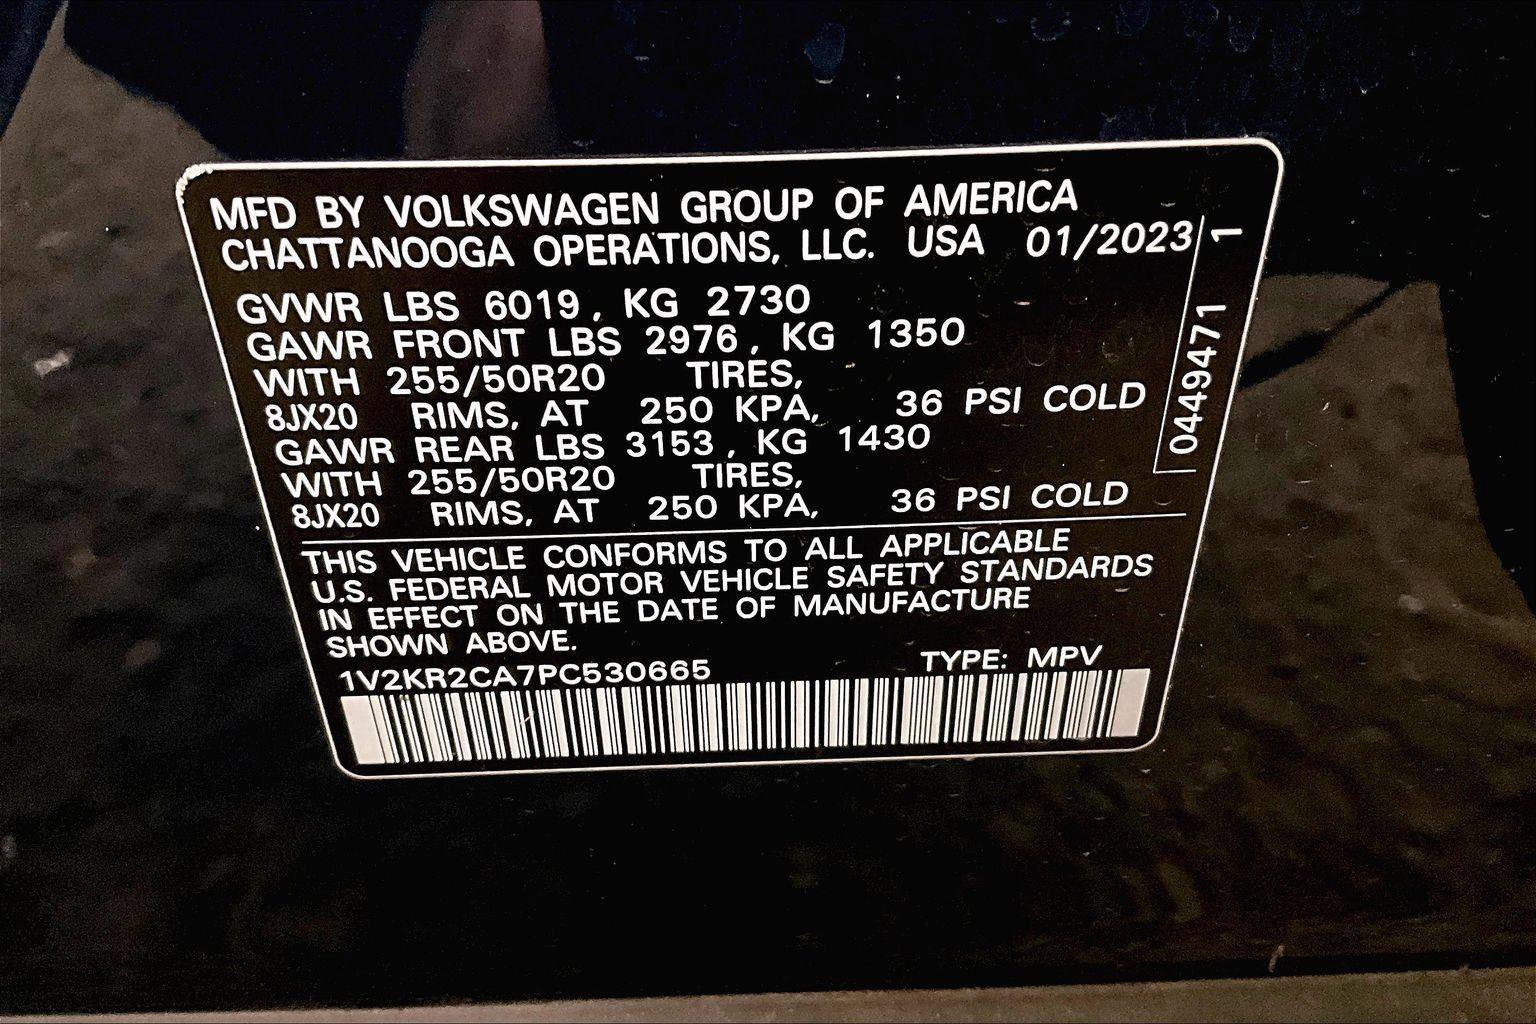 MFD BY VOLKSWAGEN GROUP OF AMERICA
CHATTANOOGA OPERATIONS, LLC. USA 01/2023
GVWR LBS 6019, KG 2730
GAWR FRONT LBS 2976, KG 1350
WITH 255/50R20 TIRES,
8JX20 RIMS, AT 250 KPA, 36 PSI COLD
GAWR REAR LBS 3153, KG 1430
WITH 255/50R20 TIRES,
8JX20 RIMS, AT 250 KPA, 36 PSI COLD
THIS VEHICLE CONFORMS TO ALL APPLICABLE
U.S. FEDERAL MOTOR VEHICLE SAFETY STANDARDS
IN EFFECT ON THE DATE OF MANUFACTURE
SHOWN ABOVE.
1V2KR2CA7PC530665 TYPE: MPV
0449471 1